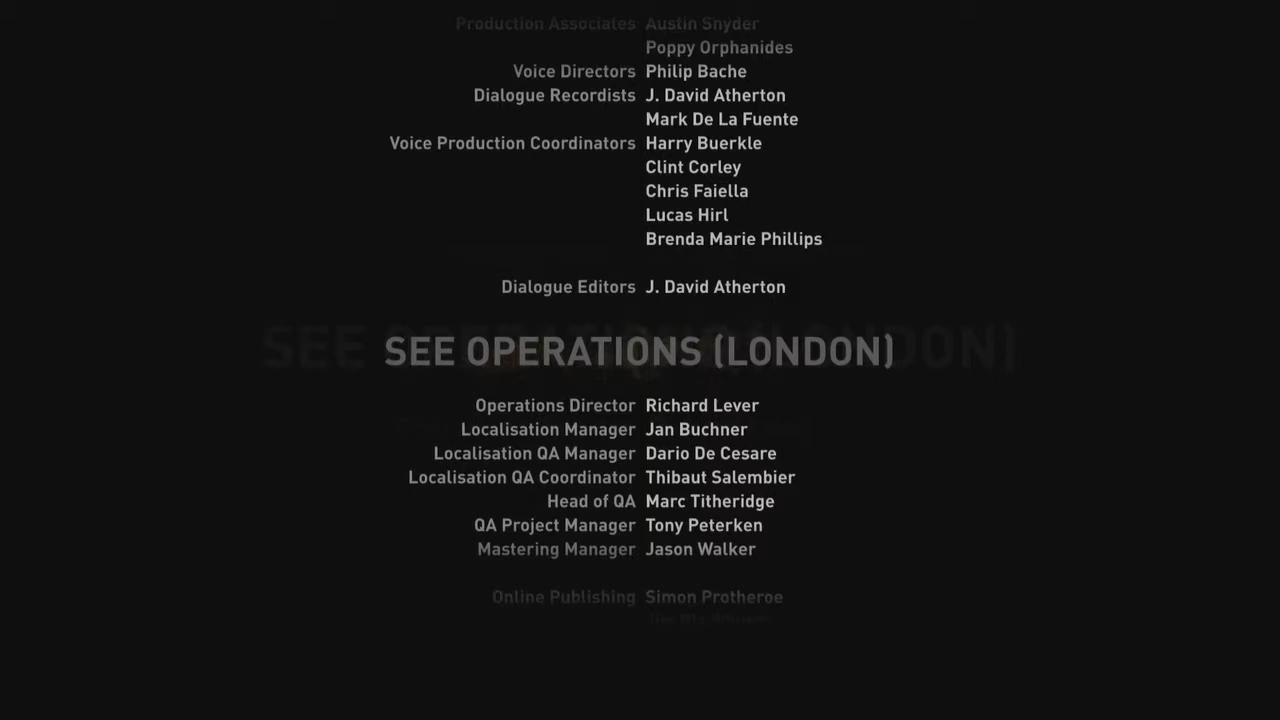 Production Associates Austin Snyder
Poppy Orphanides
Voice Directors Philip Bache
Dialogue Recordists J. David Atherton
Mark De La Fuente
Voice Production Coordinators Harry Buerkle
Clint Corley
Chris Faiella
Lucas Hirl
Brenda Marie Phillips
Dialogue Editors J. David Atherton
SEE OPERATIONS (LONDON)
Operations Director Richard Lever
Localisation Manager Jan Buchner
Localisation QA Manager Dario De Cesare
Localisation QA Coordinator Thibaut Salembier
Head of QA Marc Titheridge
QA Project Manager Tony Peterken
Mastering Manager Jason Walker
Online Publishing Simon Protheroe